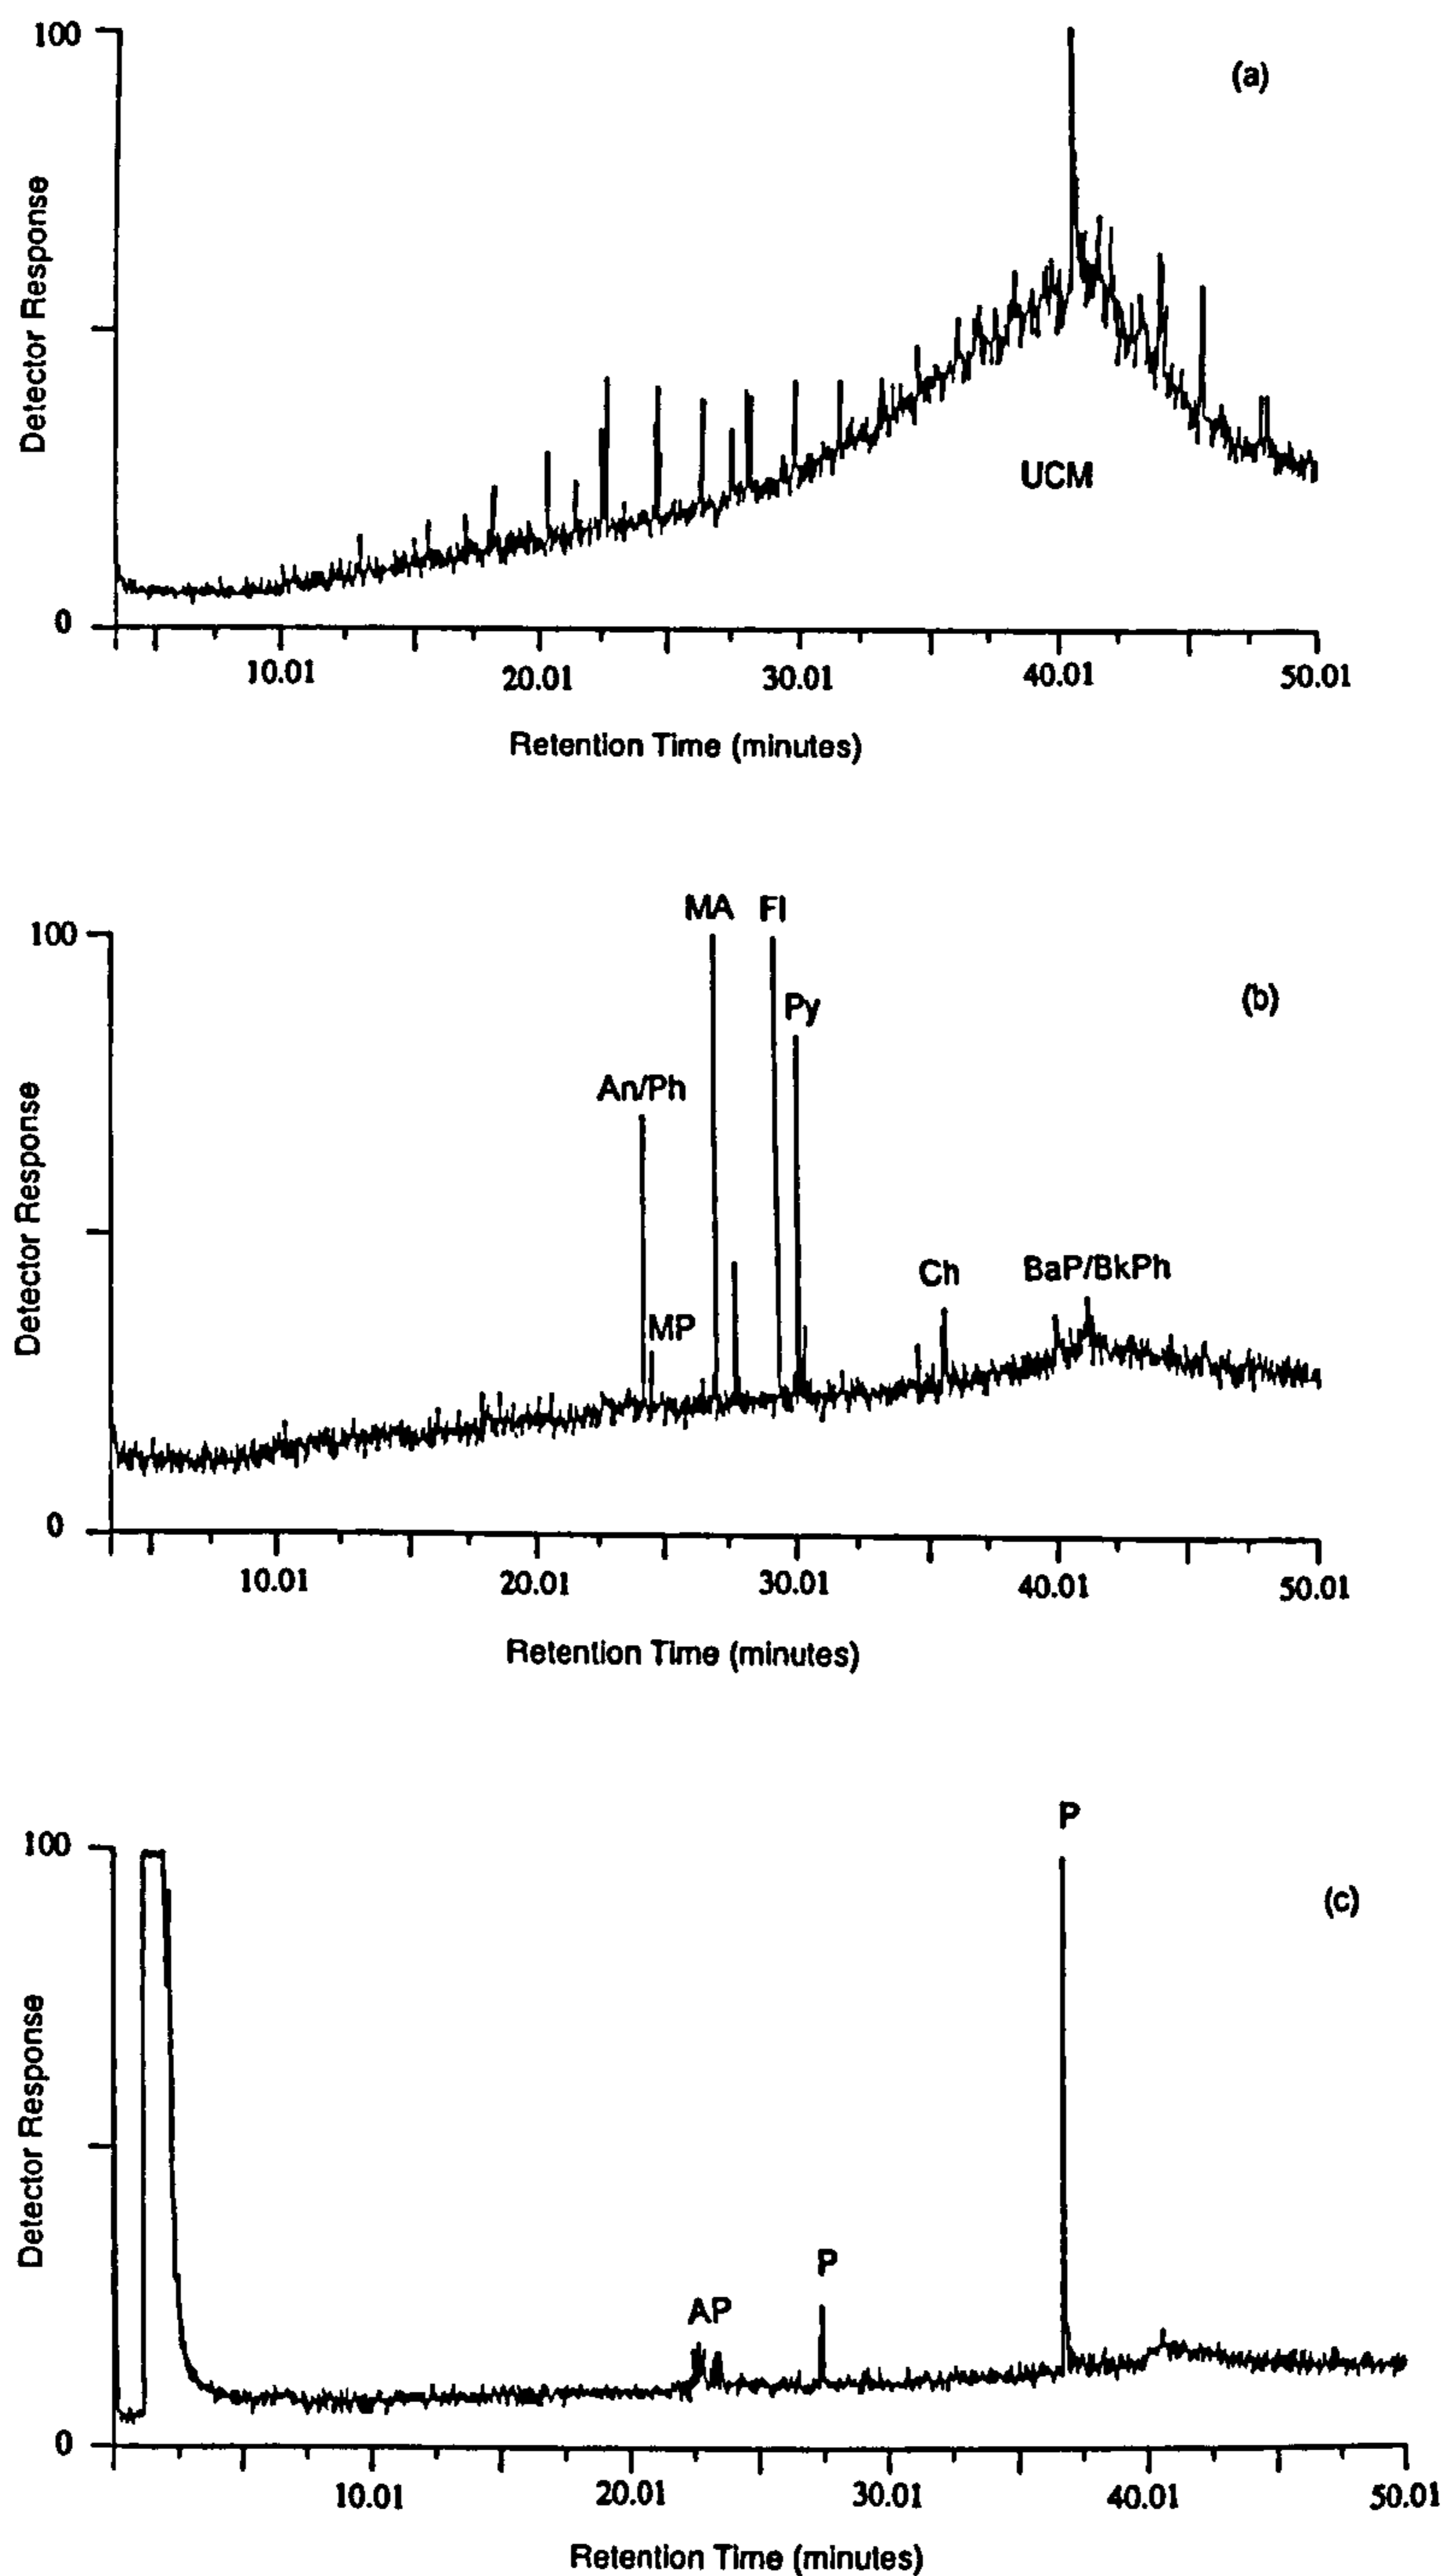 100
(a)
Detector Response
UCM
0
10.01 20.01 30.01 40.01 50.01
Retention Time (minutes)
MA Fl
100
(b)
Py
An/Ph
Detector Response
Ch BaP/BkPh
MP
0
10.01 20.01 30.01 40.01 50.01
Retention Time (minutes)
P
100
(c)
Detector Response
P
AP
0
10.01 20.01 30.01 40.01 50.01
Retention Time (minutes)